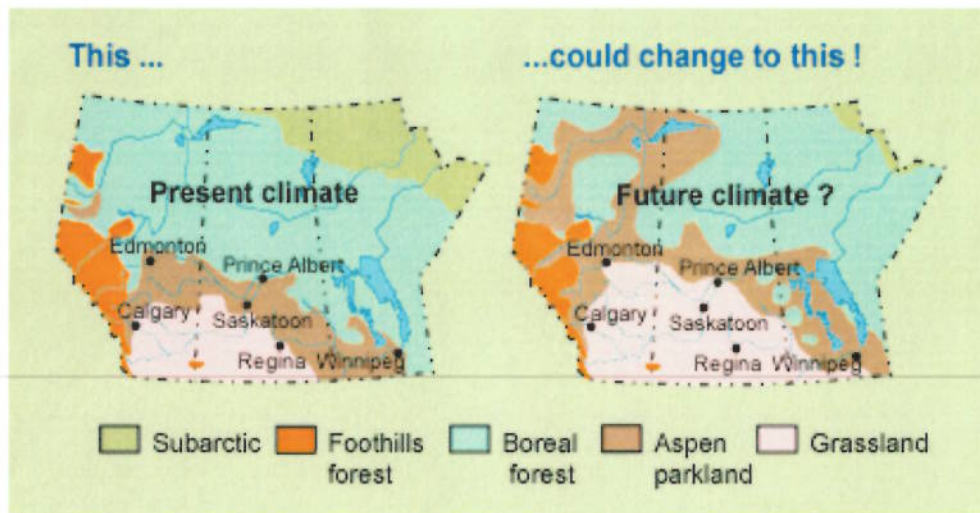 This ...
...could change to this !
Present climate
Edmonton
Prince Albert
Calgary
Saskatoon
Regina
Winnipeg
Future climate ?
Edmonton
Prince Albert
Calgary
Saskatoon
Regina
Winnipeg
Subarctic
Foothills
forest
Boreal
forest
Aspen
parkland
Grassland